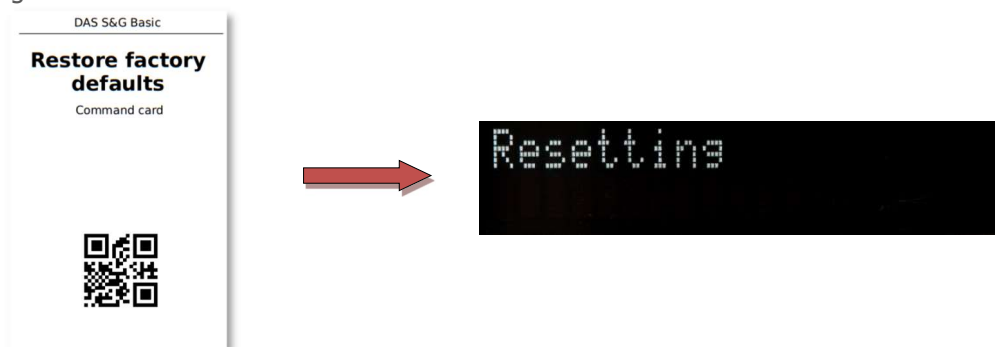 DAS S&G Basic
Restore factory
defaults
Command card
Resetting